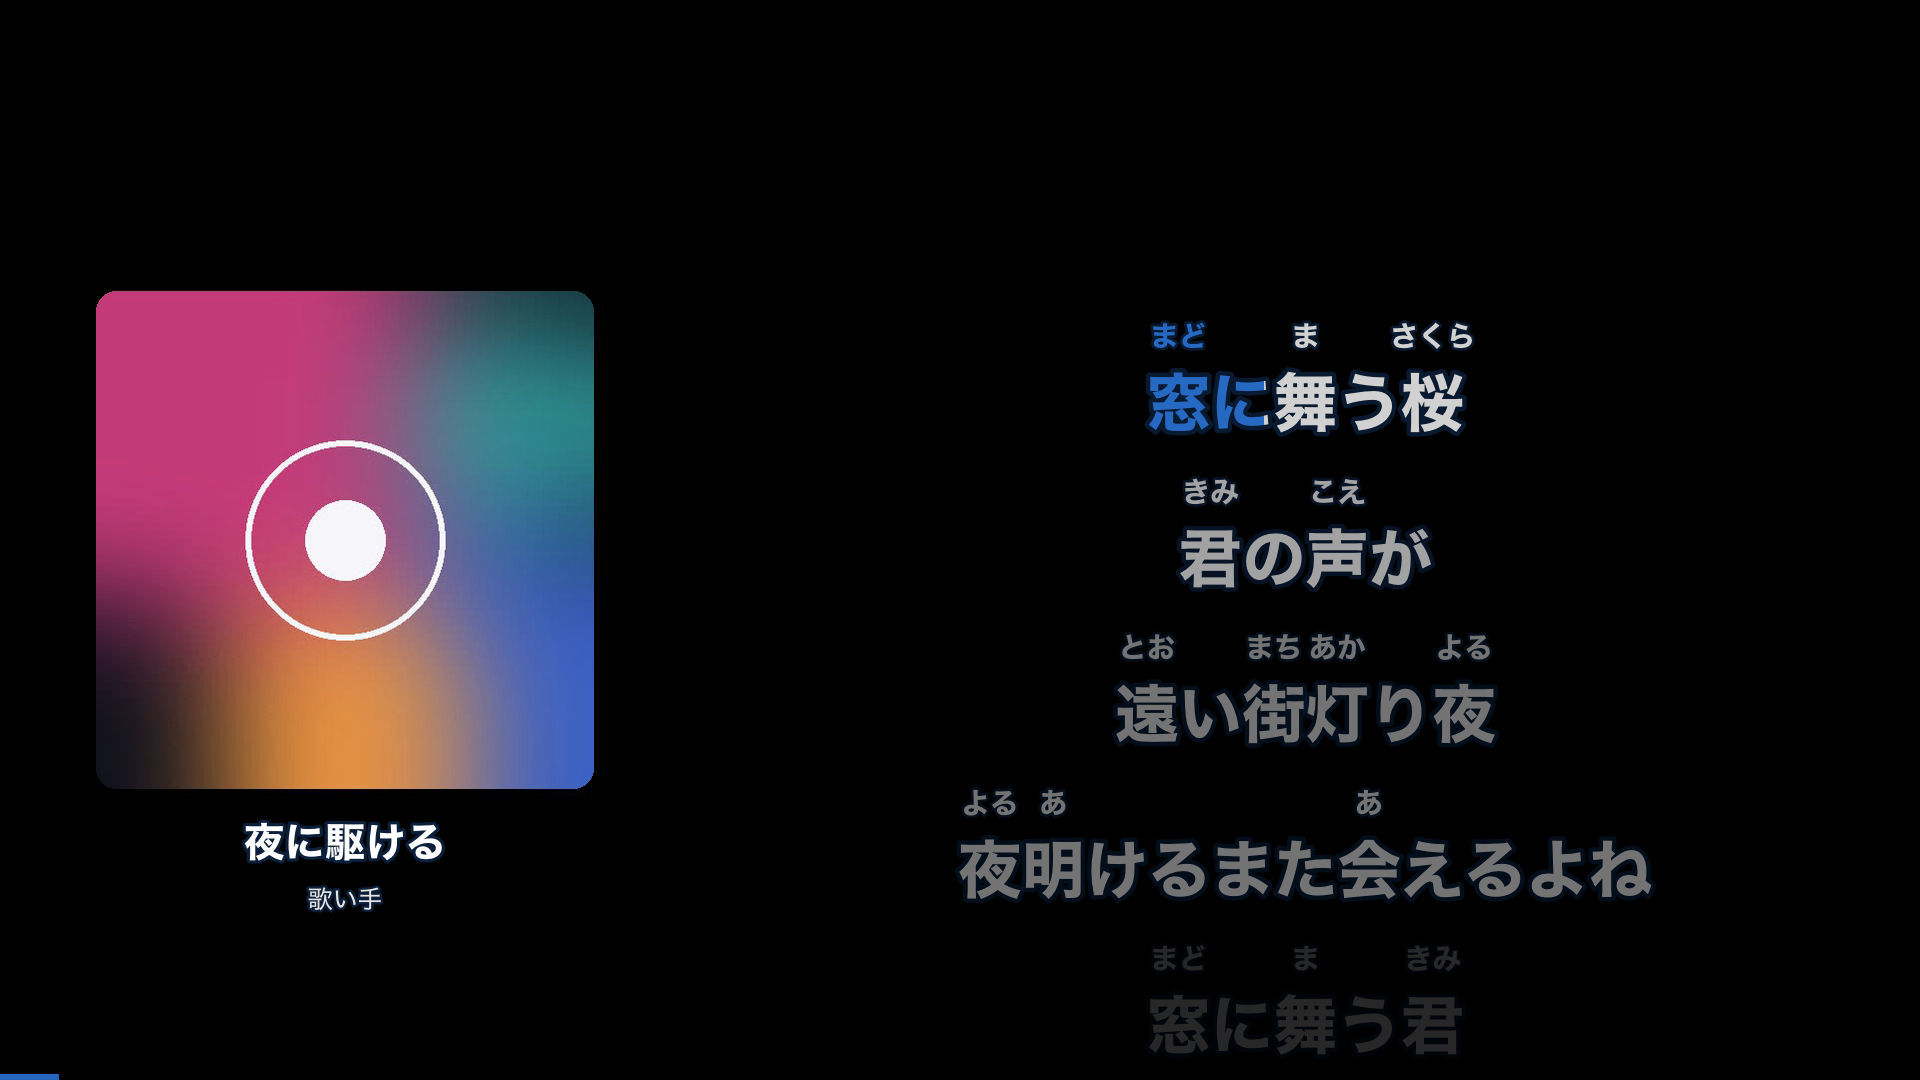 夜に駆ける
歌い手
まど ま さくら
窓に舞う桜
きみ こえ
君の声が
とお まち あか よる
遠い街灯り夜
よる あ あ
夜明けるまた会えるよね
まど ま きみ
窓に舞う君